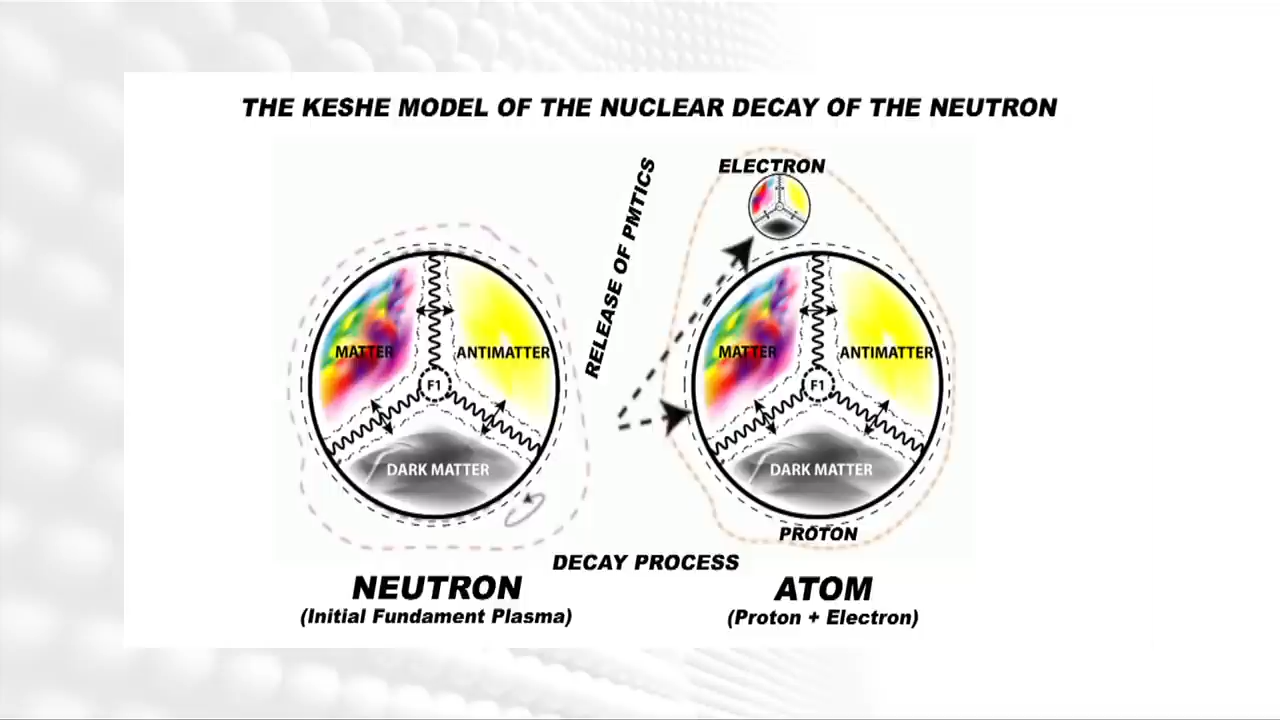 THE KESHE MODEL OF THE NUCLEAR DECAY OF THE NEUTRON
RELEASE OF PMTICS
ELECTRON
MATTER
ANTIMATTER
F1
DARK MATTER
MATTER
ANTIMATTER
F1
DARK MATTER
PROTON
DECAY PROCESS
NEUTRON
(Initial Fundament Plasma)
ATOM
(Proton + Electron)